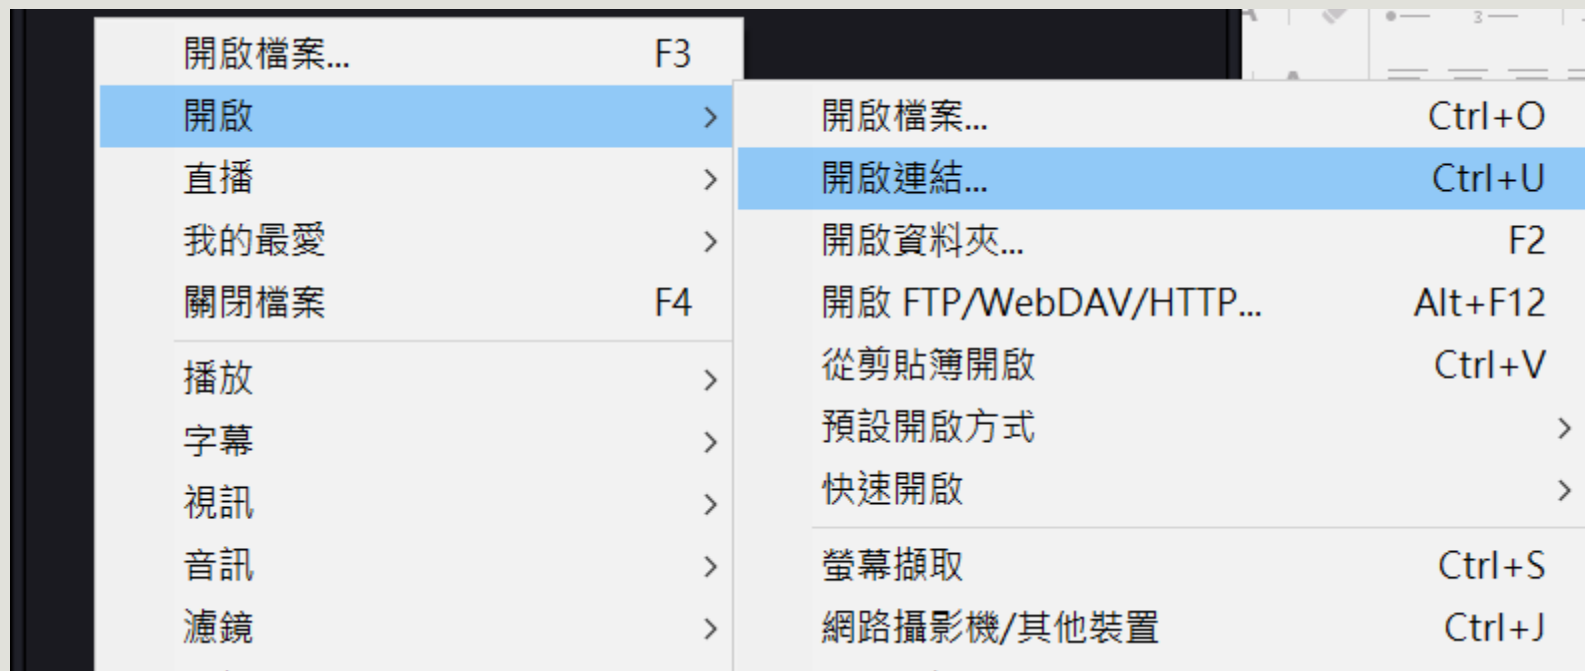 開啟檔案... F3
開啟
直播
我的最愛
關閉檔案 F4
播放
字幕
視訊
音訊
濾鏡
開啟檔案... Ctrl+O
開啟連結... Ctrl+U
開啟資料夾... F2
開啟 FTP/WebDAV/HTTP... Alt+F12
從剪貼簿開啟 Ctrl+V
預設開啟方式
快速開啟
螢幕擷取 Ctrl+S
網路攝影機/其他裝置 Ctrl+J